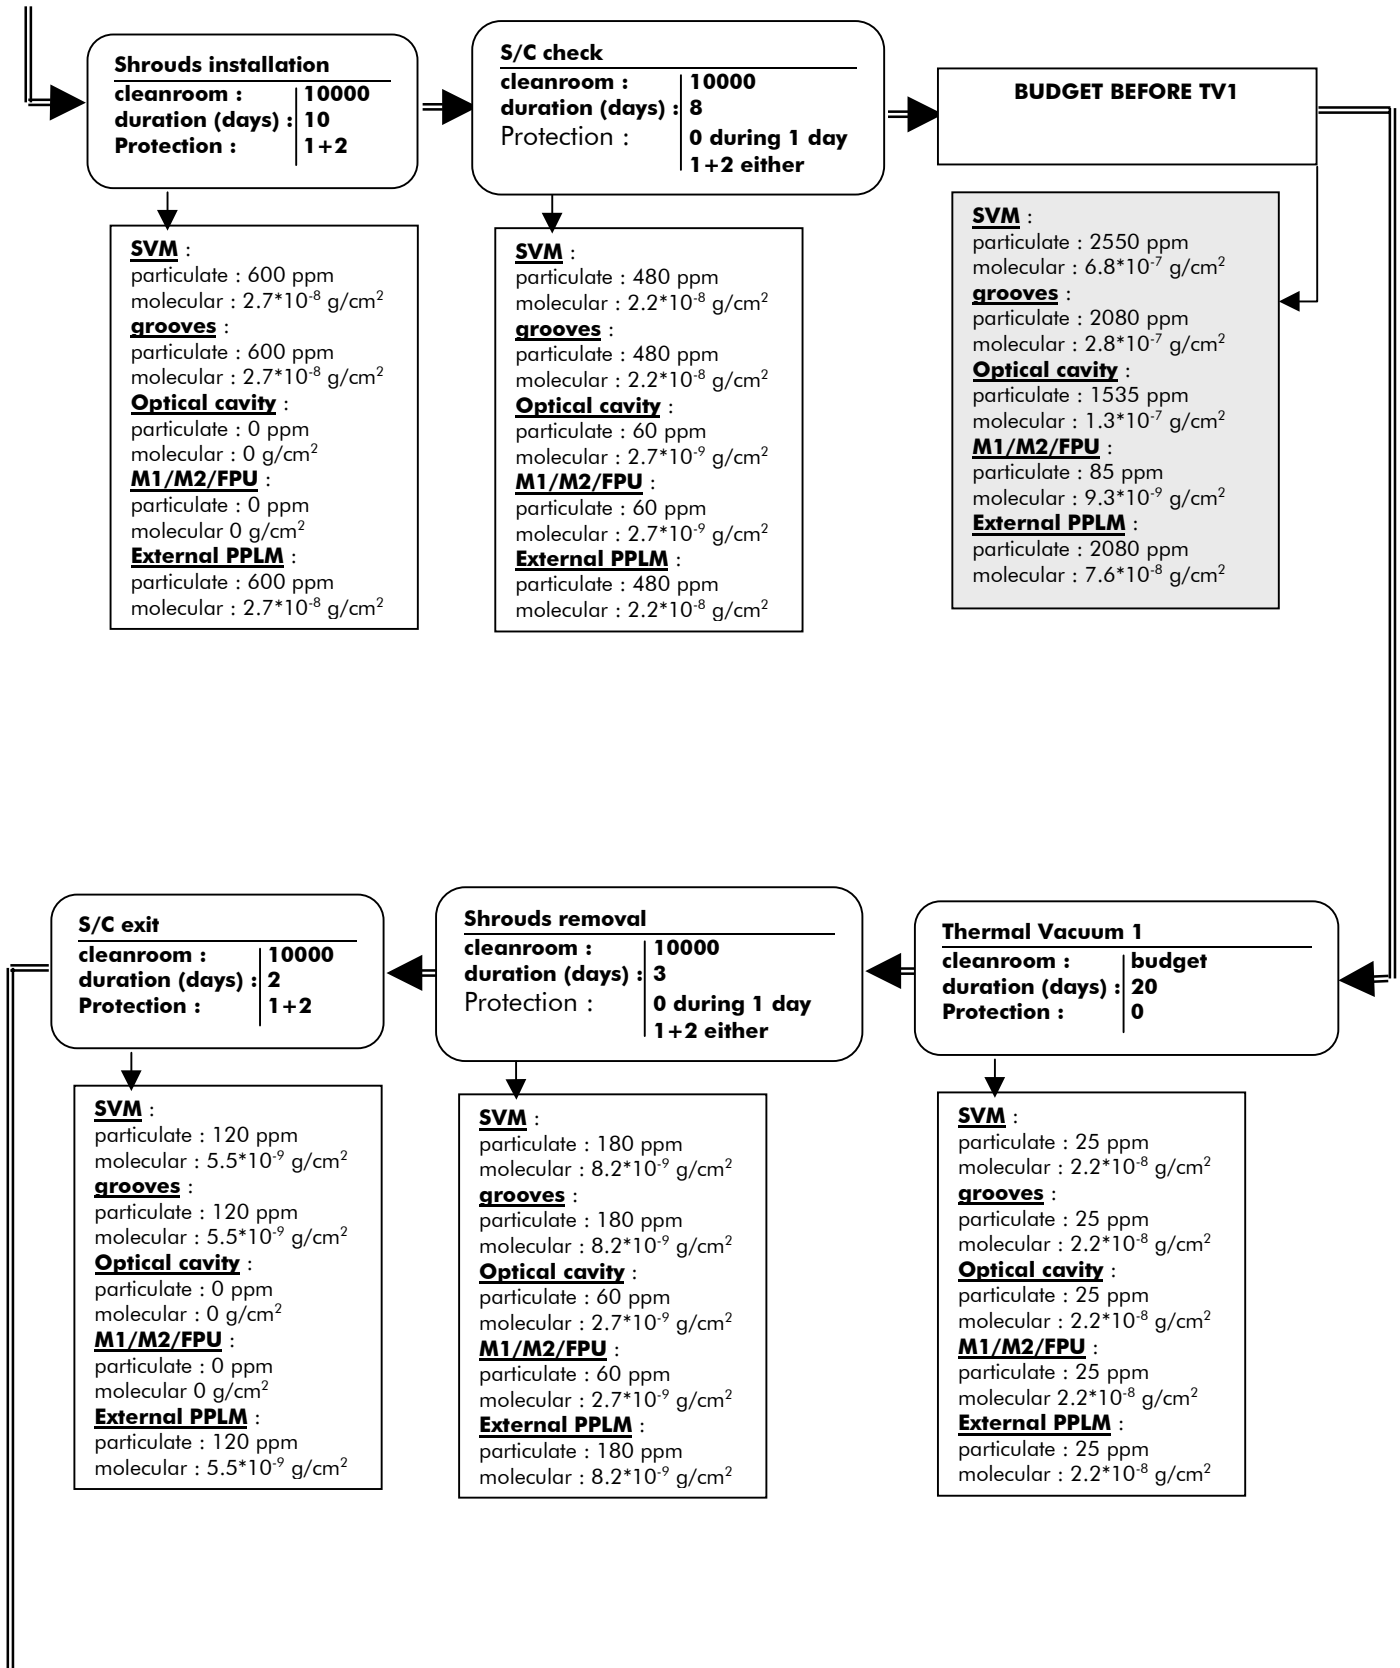 Shrouds installation
cleanroom : 10000
duration (days) : 10
Protection : 1+2
SVM :
particulate : 600 ppm
molecular : 2.7*10⁻⁸ g/cm²
grooves :
particulate : 600 ppm
molecular : 2.7*10⁻⁸ g/cm²
Optical cavity :
particulate : 0 ppm
molecular : 0 g/cm²
M1/M2/FPU :
particulate : 0 ppm
molecular 0 g/cm²
External PPLM :
particulate : 600 ppm
molecular : 2.7*10⁻⁸ g/cm²
S/C check
cleanroom : 10000
duration (days) : 8
Protection : 0 during 1 day
1+2 either
SVM :
particulate : 480 ppm
molecular : 2.2*10⁻⁸ g/cm²
grooves :
particulate : 480 ppm
molecular : 2.2*10⁻⁸ g/cm²
Optical cavity :
particulate : 60 ppm
molecular : 2.7*10⁻⁹ g/cm²
M1/M2/FPU :
particulate : 60 ppm
molecular : 2.7*10⁻⁹ g/cm²
External PPLM :
particulate : 480 ppm
molecular : 2.2*10⁻⁸ g/cm²
BUDGET BEFORE TV1
SVM :
particulate : 2550 ppm
molecular : 6.8*10⁻⁷ g/cm²
grooves :
particulate : 2080 ppm
molecular : 2.8*10⁻⁷ g/cm²
Optical cavity :
particulate : 1535 ppm
molecular : 1.3*10⁻⁷ g/cm²
M1/M2/FPU :
particulate : 85 ppm
molecular : 9.3*10⁻⁹ g/cm²
External PPLM :
particulate : 2080 ppm
molecular : 7.6*10⁻⁸ g/cm²
S/C exit
cleanroom : 10000
duration (days) : 2
Protection : 1+2
SVM :
particulate : 120 ppm
molecular : 5.5*10⁻⁹ g/cm²
grooves :
particulate : 120 ppm
molecular : 5.5*10⁻⁹ g/cm²
Optical cavity :
particulate : 0 ppm
molecular : 0 g/cm²
M1/M2/FPU :
particulate : 0 ppm
molecular 0 g/cm²
External PPLM :
particulate : 120 ppm
molecular : 5.5*10⁻⁹ g/cm²
Shrouds removal
cleanroom : 10000
duration (days) : 3
Protection : 0 during 1 day
1+2 either
SVM :
particulate : 180 ppm
molecular : 8.2*10⁻⁹ g/cm²
grooves :
particulate : 180 ppm
molecular : 8.2*10⁻⁹ g/cm²
Optical cavity :
particulate : 60 ppm
molecular : 2.7*10⁻⁹ g/cm²
M1/M2/FPU :
particulate : 60 ppm
molecular : 2.7*10⁻⁹ g/cm²
External PPLM :
particulate : 180 ppm
molecular : 8.2*10⁻⁹ g/cm²
Thermal Vacuum 1
cleanroom : budget
duration (days) : 20
Protection : 0
SVM :
particulate : 25 ppm
molecular : 2.2*10⁻⁸ g/cm²
grooves :
particulate : 25 ppm
molecular : 2.2*10⁻⁸ g/cm²
Optical cavity :
particulate : 25 ppm
molecular : 2.2*10⁻⁸ g/cm²
M1/M2/FPU :
particulate : 25 ppm
molecular 2.2*10⁻⁸ g/cm²
External PPLM :
particulate : 25 ppm
molecular : 2.2*10⁻⁸ g/cm²